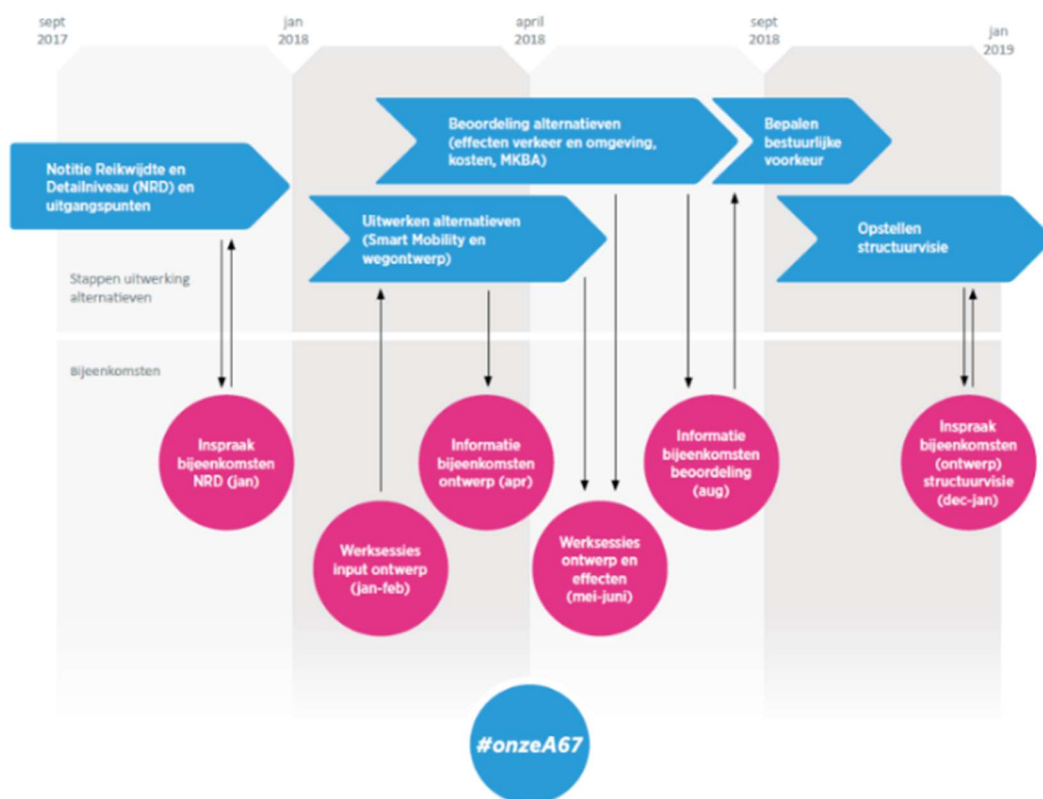 sept
2017
jan
2018
april
2018
sept
2018
jan
2019
Beoordeling alternatieven
(effecten verkeer en omgeving,
kosten, MKBA)
Bepalen
bestuurlijke
voorkeur
Notitie Reikwijdte en
Detailniveau (NRD) en
uitgangspunten
Uitwerken alternatieven
(Smart Mobility en
wegontwerp)
Opstellen
structuurvisie
Stappen uitwerking
alternatieven
Bijeenkomsten
Inspraak
bijeenkomsten
NRD (jan)
Informatie
bijeenkomsten
ontwerp (apr)
Informatie
bijeenkomsten
beoordeling
(aug)
Inspraak
bijeenkomsten
(ontwerp)
structuurvisie
(dec-jan)
Werksessies
input ontwerp
(jan-feb)
Werksessies
ontwerp en
effecten
(mei-juni)
#onzeA67